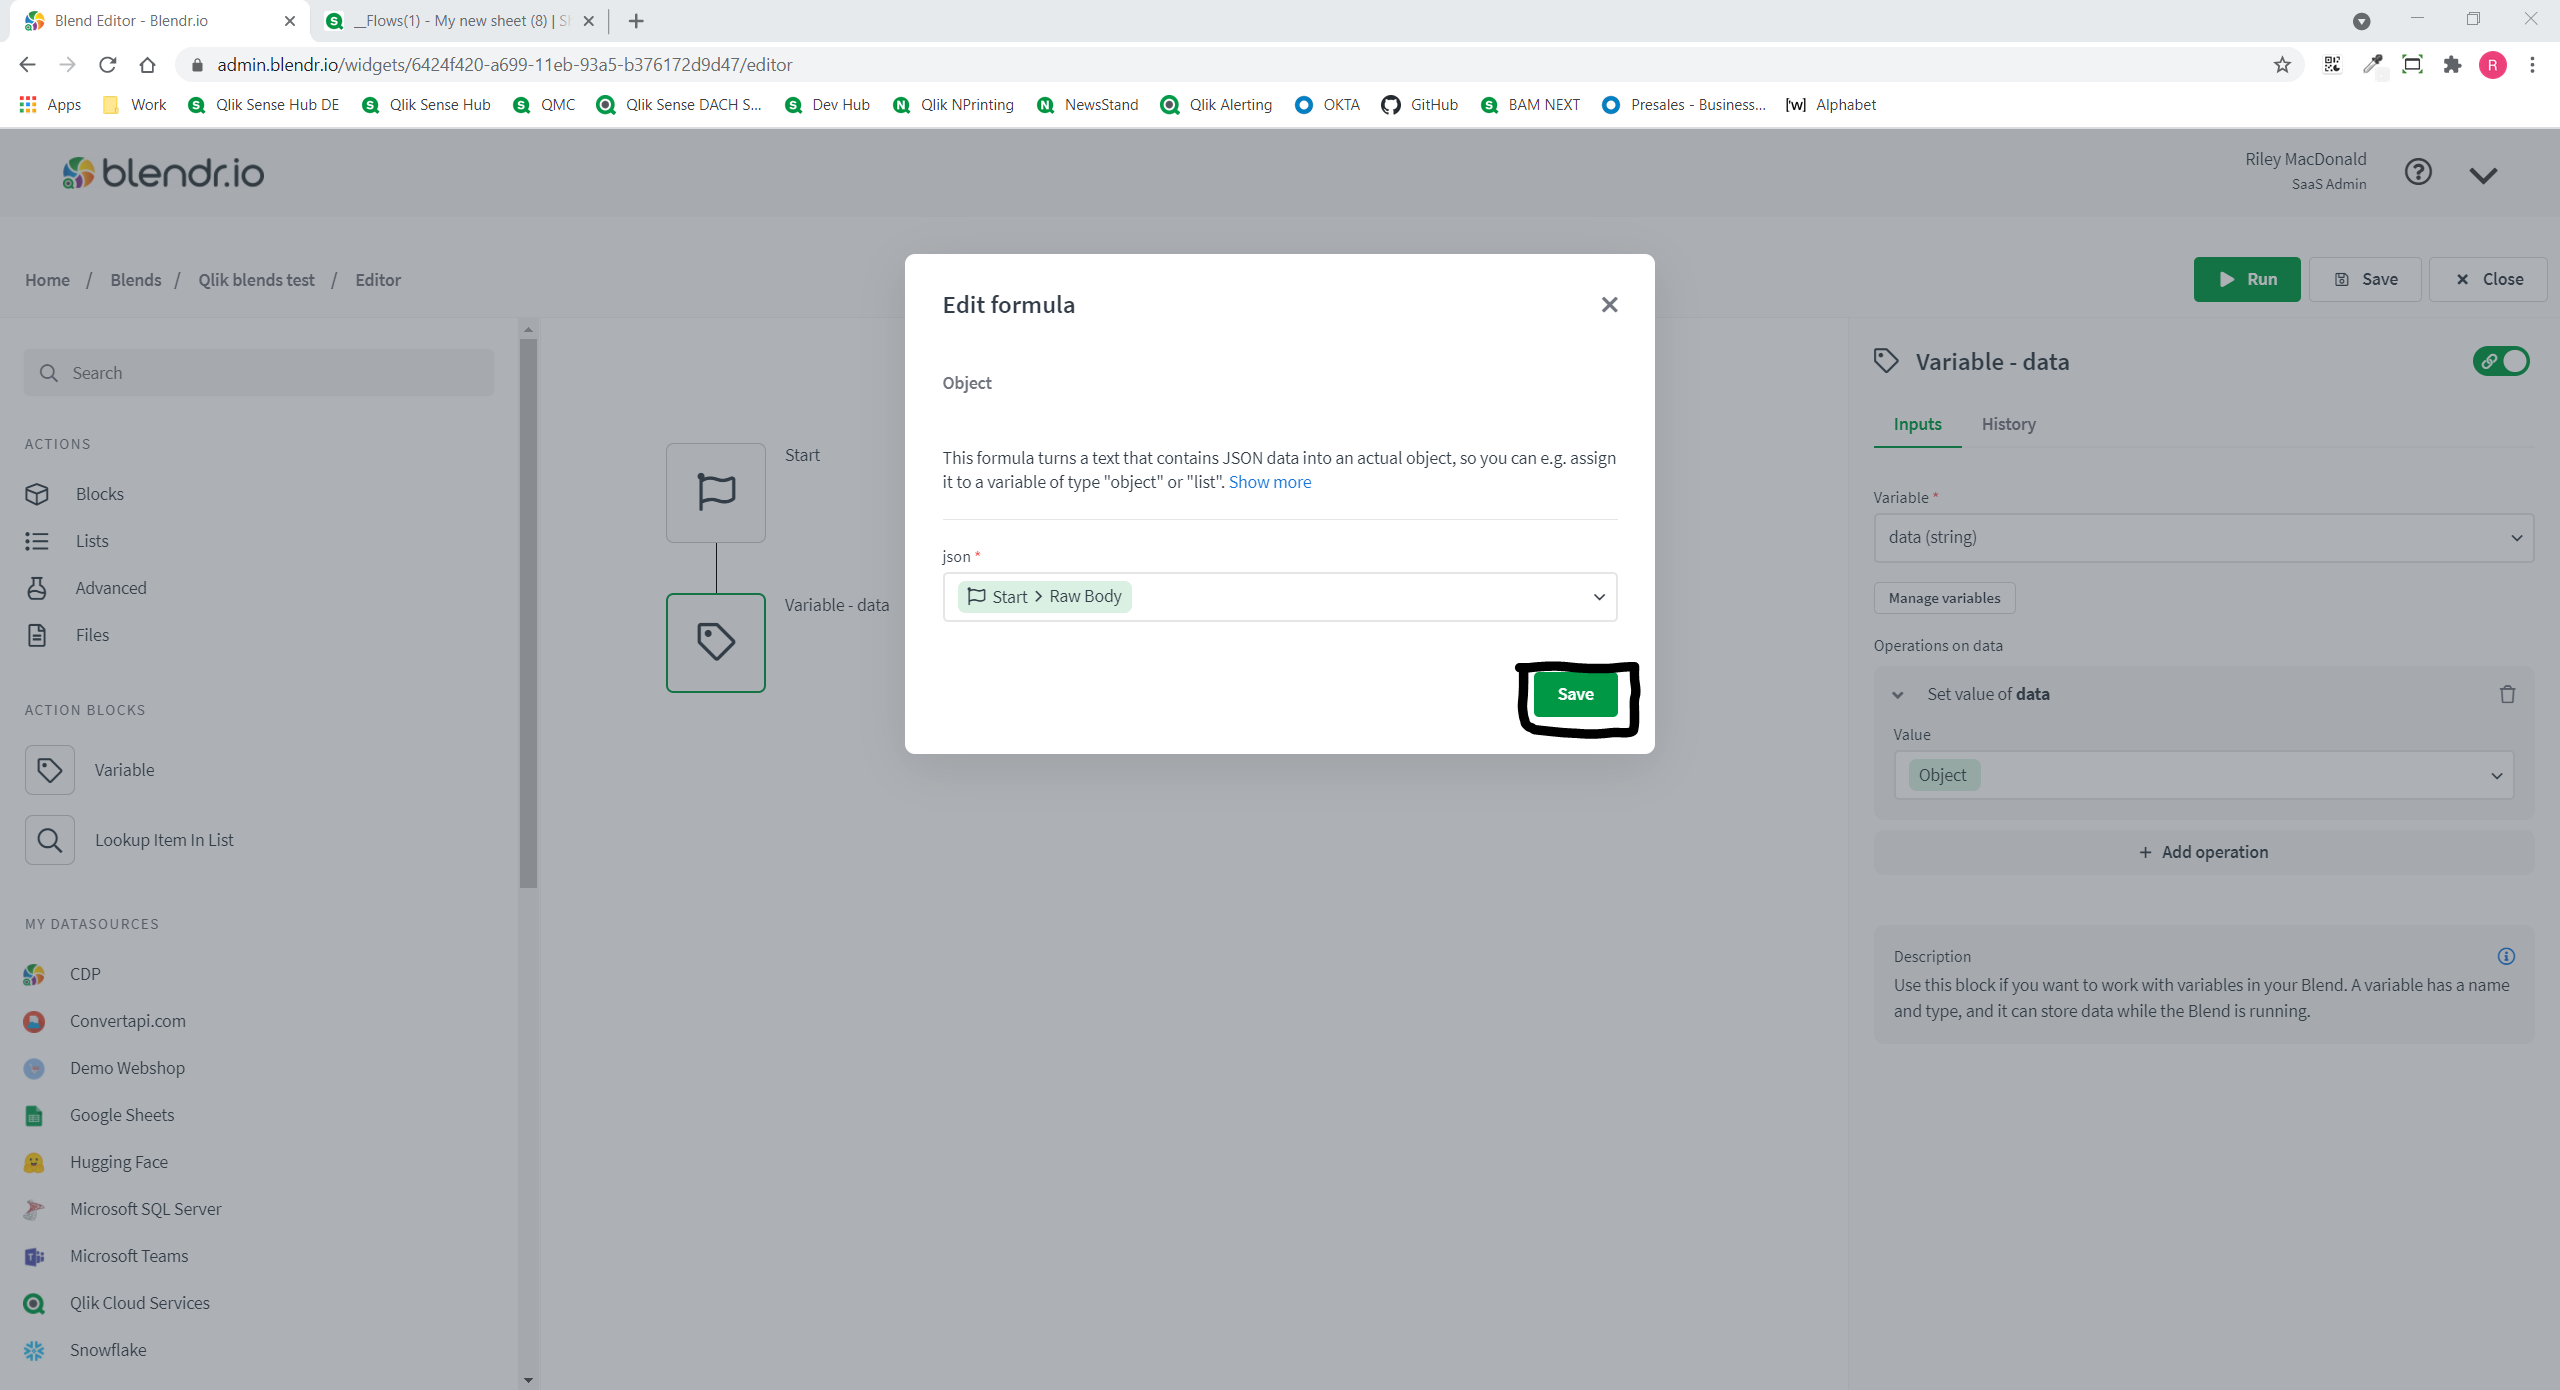 Blend Editor - Blendr.io
__Flows(1) - My new sheet (8) |
admin.blendr.io/widgets/6424f420-a699-11eb-93a5-b376172d9d47/editor
R
Apps Work Qlik Sense Hub DE Qlik Sense Hub QMC Qlik Sense DACH S... Dev Hub Qlik NPrinting NewsStand Qlik Alerting OKTA GitHub BAM NEXT Presales - Business... [w] Alphabet
blendr.io
Riley MacDonald
SaaS Admin
Home / Blends / Qlik blends test / Editor
Run Save Close
Search
ACTIONS
Blocks
Lists
Advanced
Files
ACTION BLOCKS
Variable
Lookup Item In List
MY DATASOURCES
CDP
Convertapi.com
Demo Webshop
Google Sheets
Hugging Face
Microsoft SQL Server
Microsoft Teams
Qlik Cloud Services
Snowflake
Start
Variable - data
Edit formula
Object
This formula turns a text that contains JSON data into an actual object, so you can e.g. assign
it to a variable of type "object" or "list". Show more
json *
Start > Raw Body
Save
Variable - data
Inputs History
Variable *
data (string)
Manage variables
Operations on data
Set value of data
Value
Object
+ Add operation
Description
Use this block if you want to work with variables in your Blend. A variable has a name
and type, and it can store data while the Blend is running.